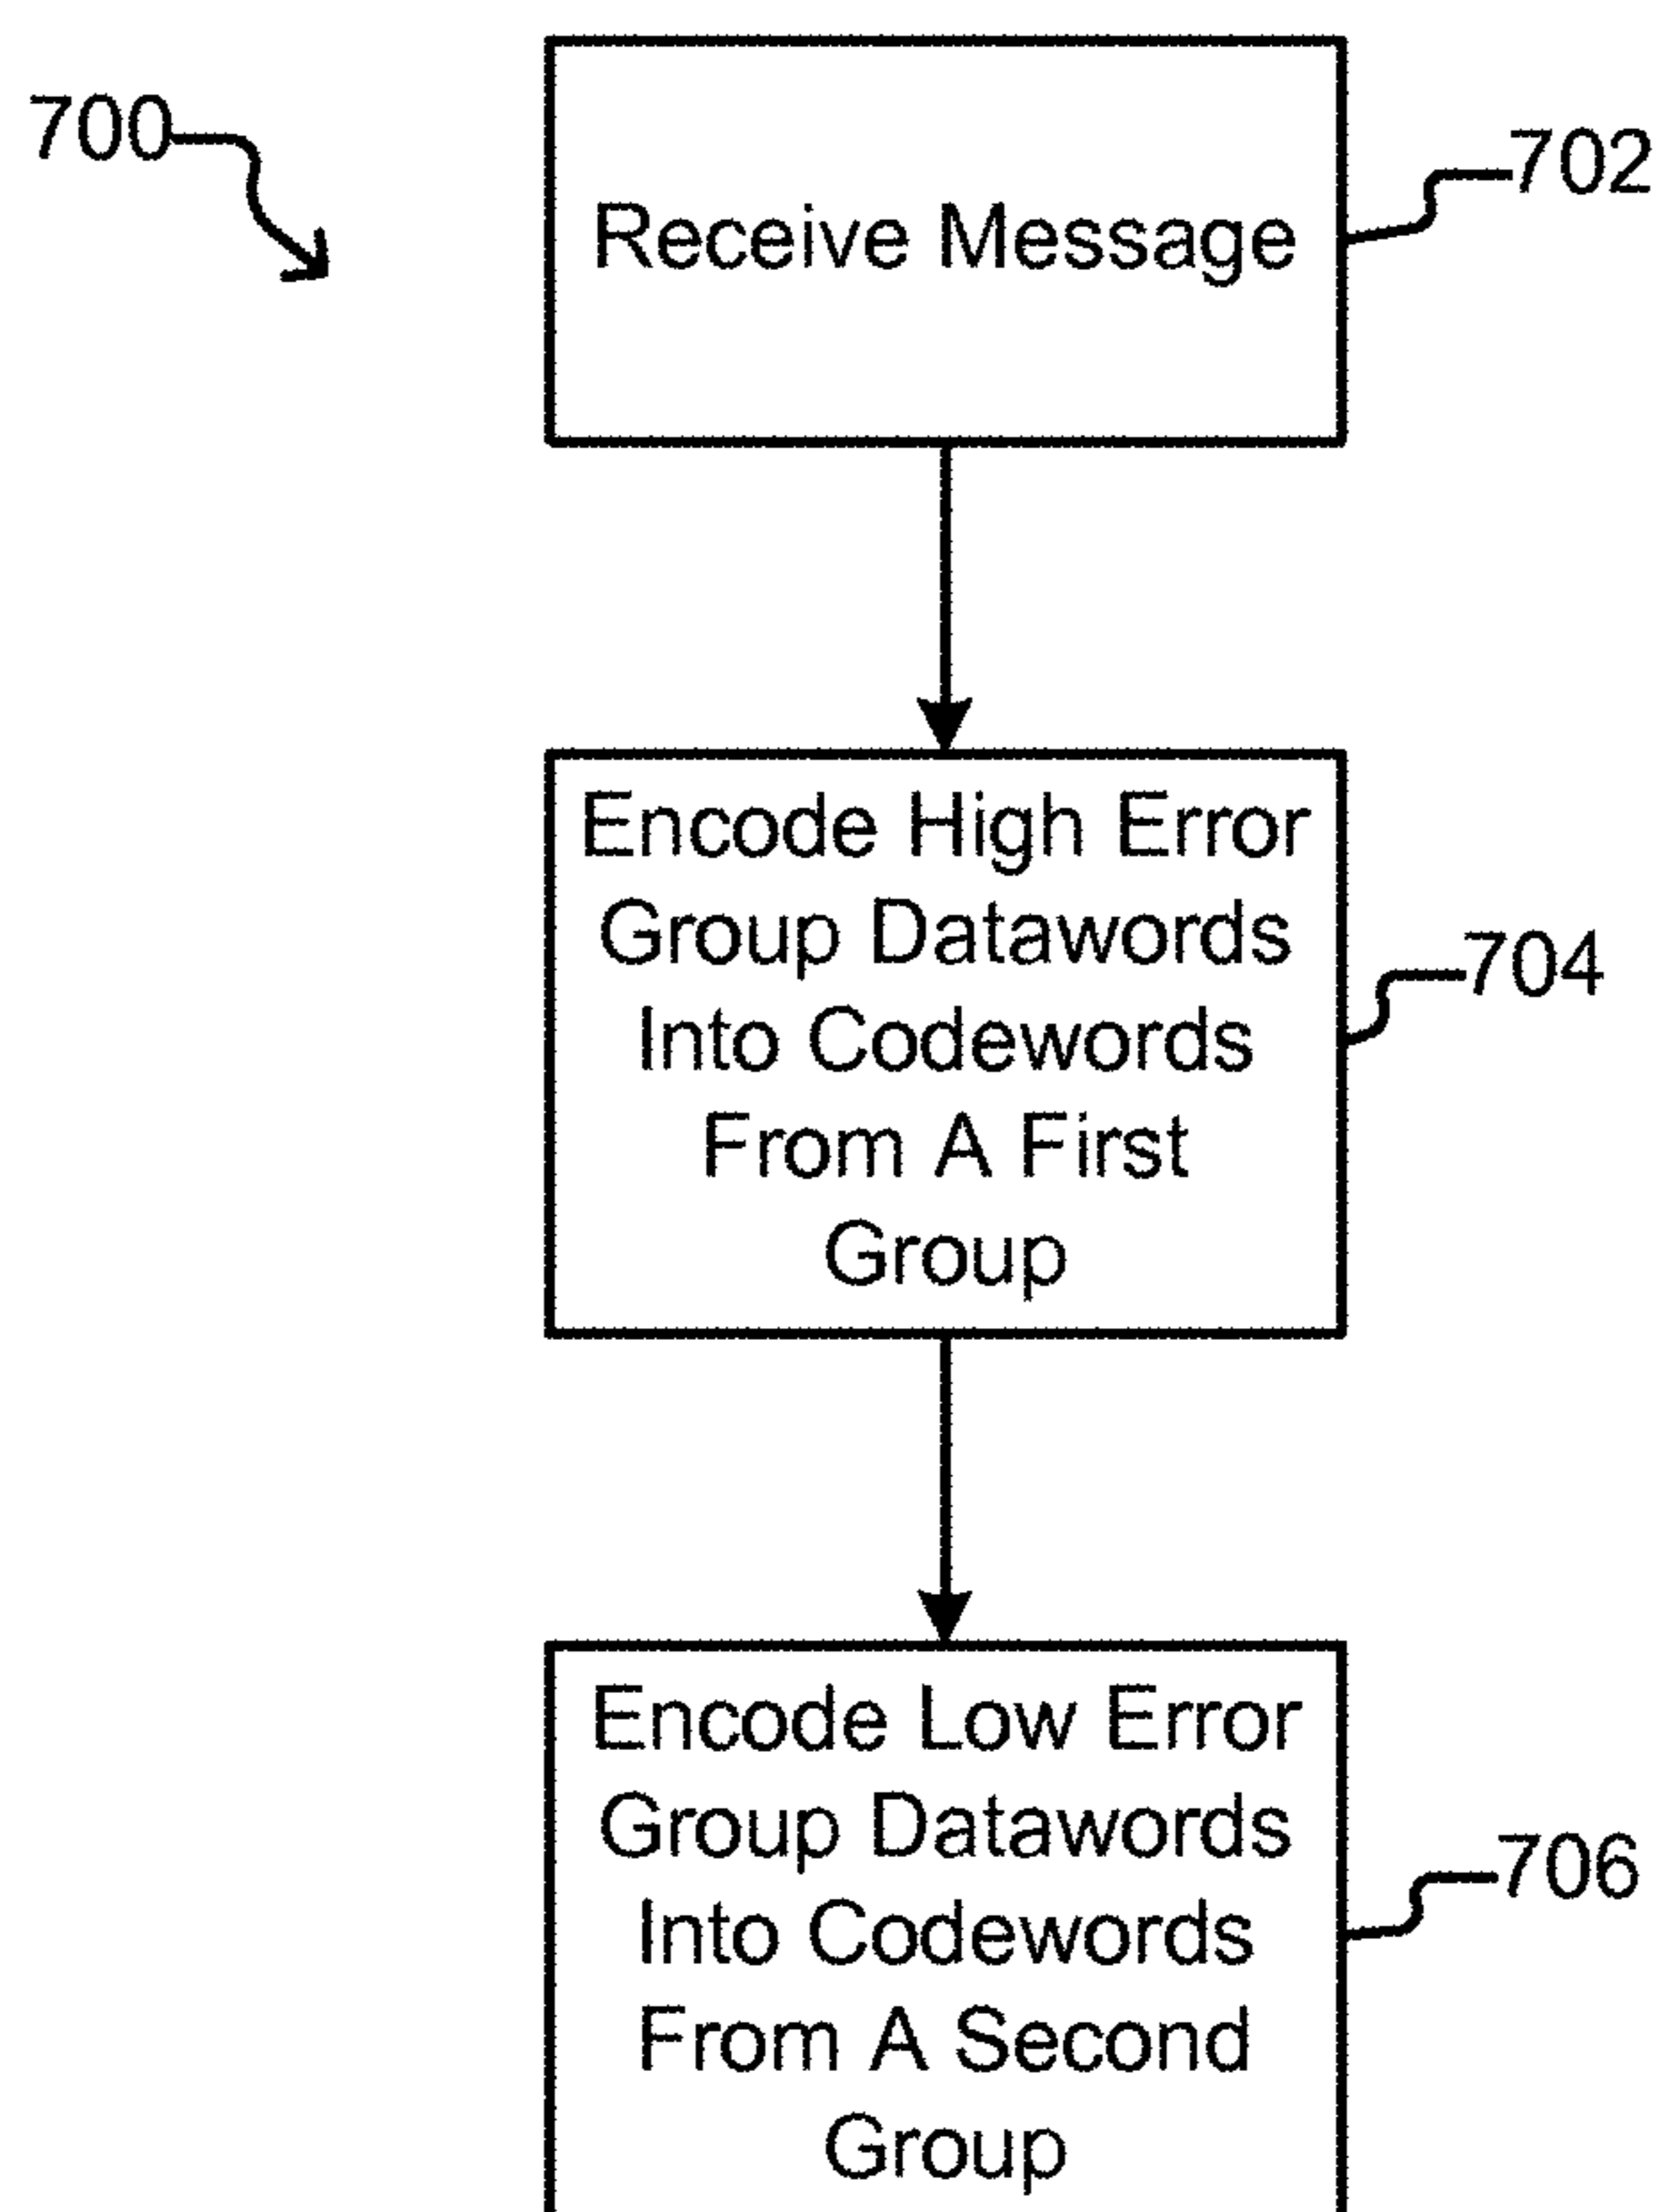 700
702
Receive Message
Encode High Error
Group Datawords
704
Into Codewords
From A First
Group
Encode Low Error
Group Datawords
706
Into Codewords
From A Second
Group